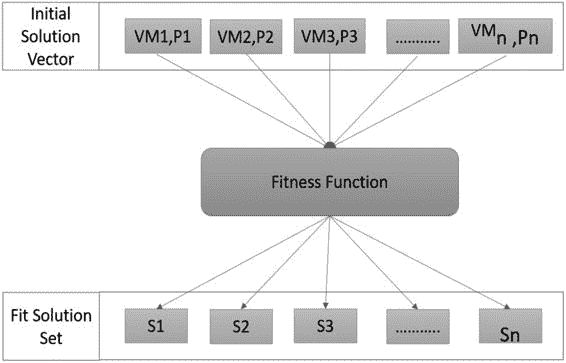 Initial
Solution
Vector
VM1,P1
VM2,P2
VM3,P3
...........
VMn ,Pn
Fitness Function
Fit Solution
Set
S1
S2
S3
...........
Sn